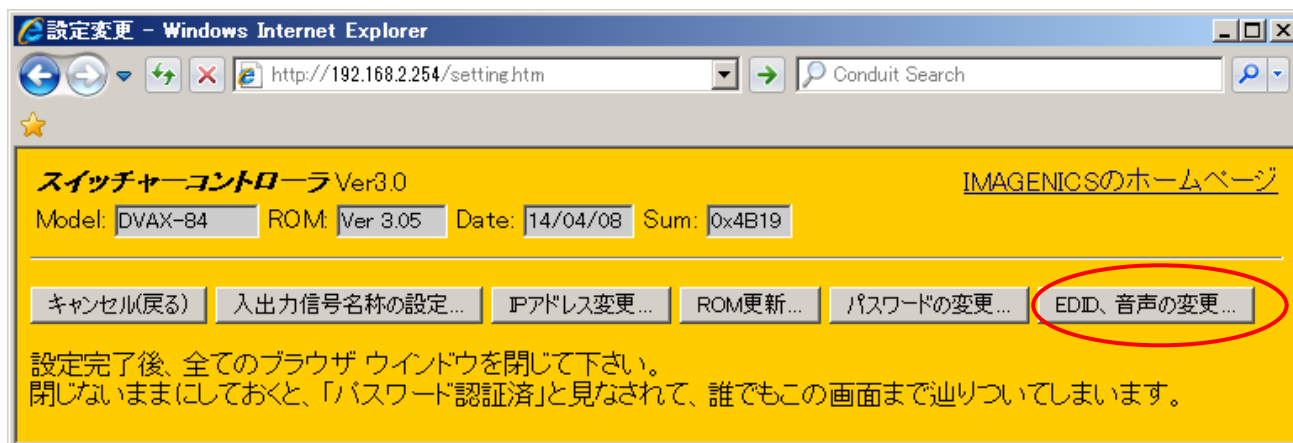 設定変更 - Windows Internet Explorer
http://192.168.2.254/setting.htm
Conduit Search
スイッチャーコントローラ Ver3.0
IMAGENICSのホームページ
Model: DVAX-84 ROM: Ver 3.05 Date: 14/04/08 Sum: 0x4B19
キャンセル(戻る) 入出力信号名称の設定... IPアドレス変更... ROM更新... パスワードの変更... EDID、音声の変更...
設定完了後、全てのブラウザ ウインドウを閉じて下さい。
閉じないままにしておくと、「パスワード認証済」と見なされて、誰でもこの画面まで辿りついてしまいます。